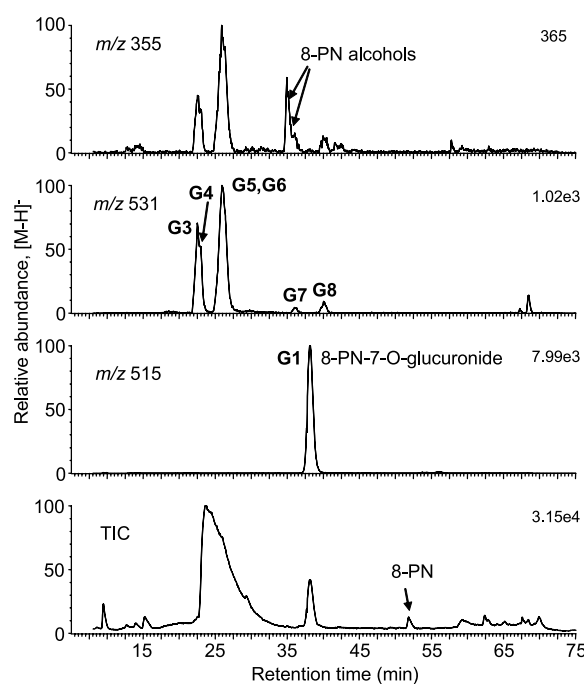 100
m/z 355
8-PN alcohols
365
50
0
100
m/z 531
G4
G5,G6
1.02e3
G3
50
G7
G8
0
100
m/z 515
G1
8-PN-7-O-glucuronide
7.99e3
50
0
100
TIC
3.15e4
50
8-PN
0
15
25
35
45
55
65
75
Retention time (min)
Relative abundance, [M-H]-